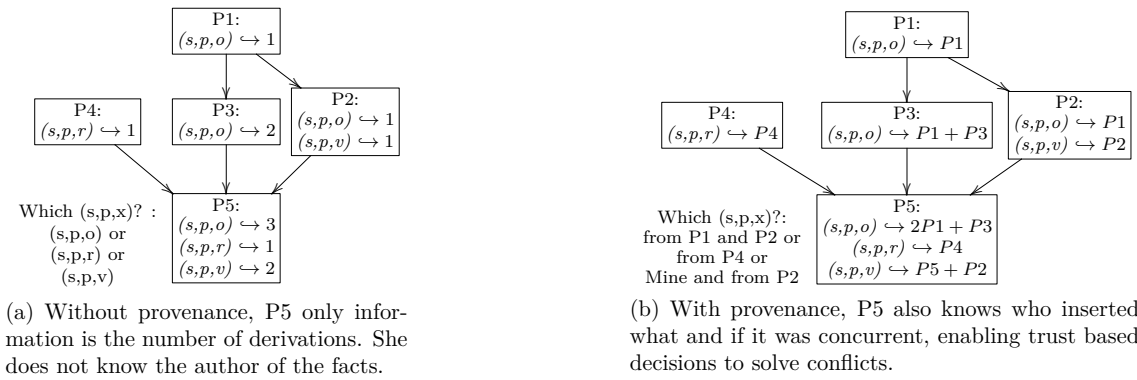 P1:
(s,p,o) ↪ 1
P4:
(s,p,r) ↪ 1
P3:
(s,p,o) ↪ 2
P2:
(s,p,o) ↪ 1
(s,p,v) ↪ 1
Which (s,p,x)? :
(s,p,o) or
(s,p,r) or
(s,p,v)
P5:
(s,p,o) ↪ 3
(s,p,r) ↪ 1
(s,p,v) ↪ 2
(a) Without provenance, P5 only infor-
mation is the number of derivations. She
does not know the author of the facts.
P1:
(s,p,o) ↪ P1
P4:
(s,p,r) ↪ P4
P3:
(s,p,o) ↪ P1 + P3
P2:
(s,p,o) ↪ P1
(s,p,v) ↪ P2
Which (s,p,x)?:
from P1 and P2 or
from P4 or
Mine and from P2
P5:
(s,p,o) ↪ 2P1 + P3
(s,p,r) ↪ P4
(s,p,v) ↪ P5 + P2
(b) With provenance, P5 also knows who inserted
what and if it was concurrent, enabling trust based
decisions to solve conflicts.